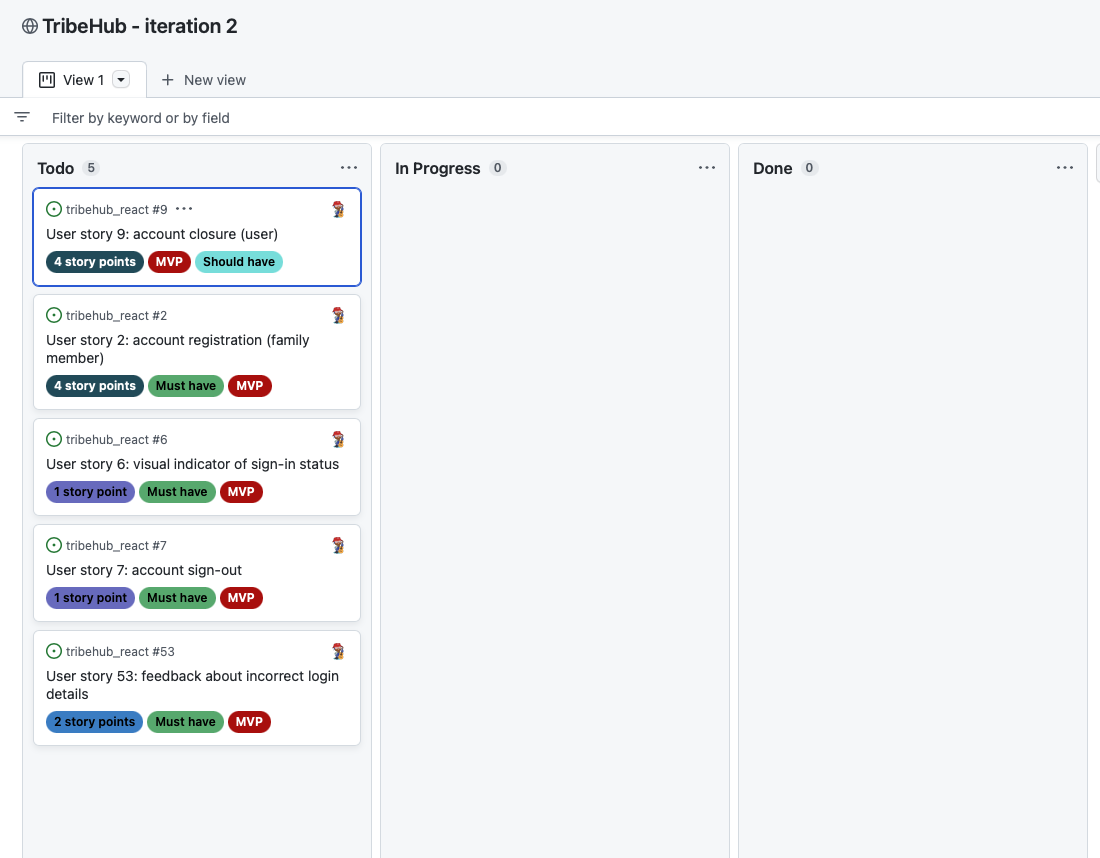 TribeHub - iteration 2
View 1
New view
Filter by keyword or by field
Todo 5
tribehub_react #9
User story 9: account closure (user)
4 story points MVP Should have
tribehub_react #2
User story 2: account registration (family
member)
4 story points Must have MVP
tribehub_react #6
User story 6: visual indicator of sign-in status
1 story point Must have MVP
tribehub_react #7
User story 7: account sign-out
1 story point Must have MVP
tribehub_react #53
User story 53: feedback about incorrect login
details
2 story points Must have MVP
In Progress 0
Done 0